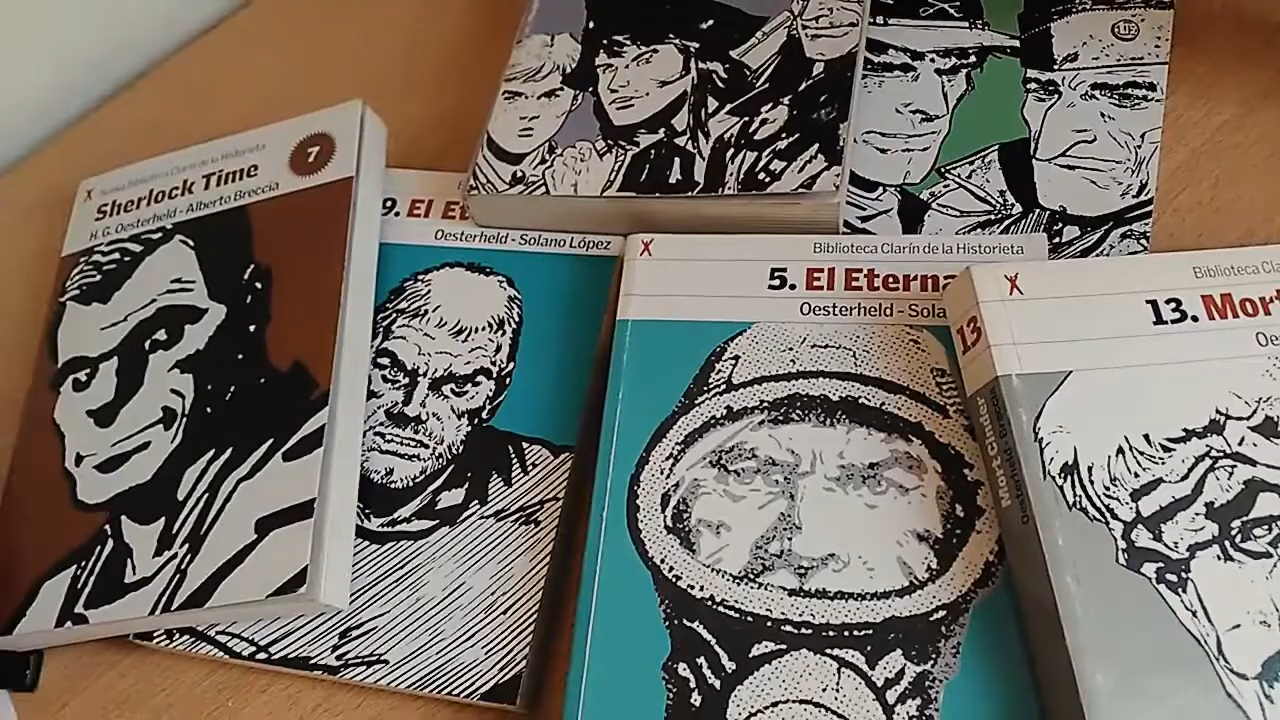 7
Nueva Biblioteca Clarín de la Historieta
Sherlock Time
H. G. Oesterheld - Alberto Breccia
9. El Et
Oesterheld - Solano López
Biblioteca Clarín de la Historieta
5. El Eterna
Oesterheld - Sola
Biblioteca Cla
13. Mort
Oe
13
Mort Cinder
Oesterheld-Breccia